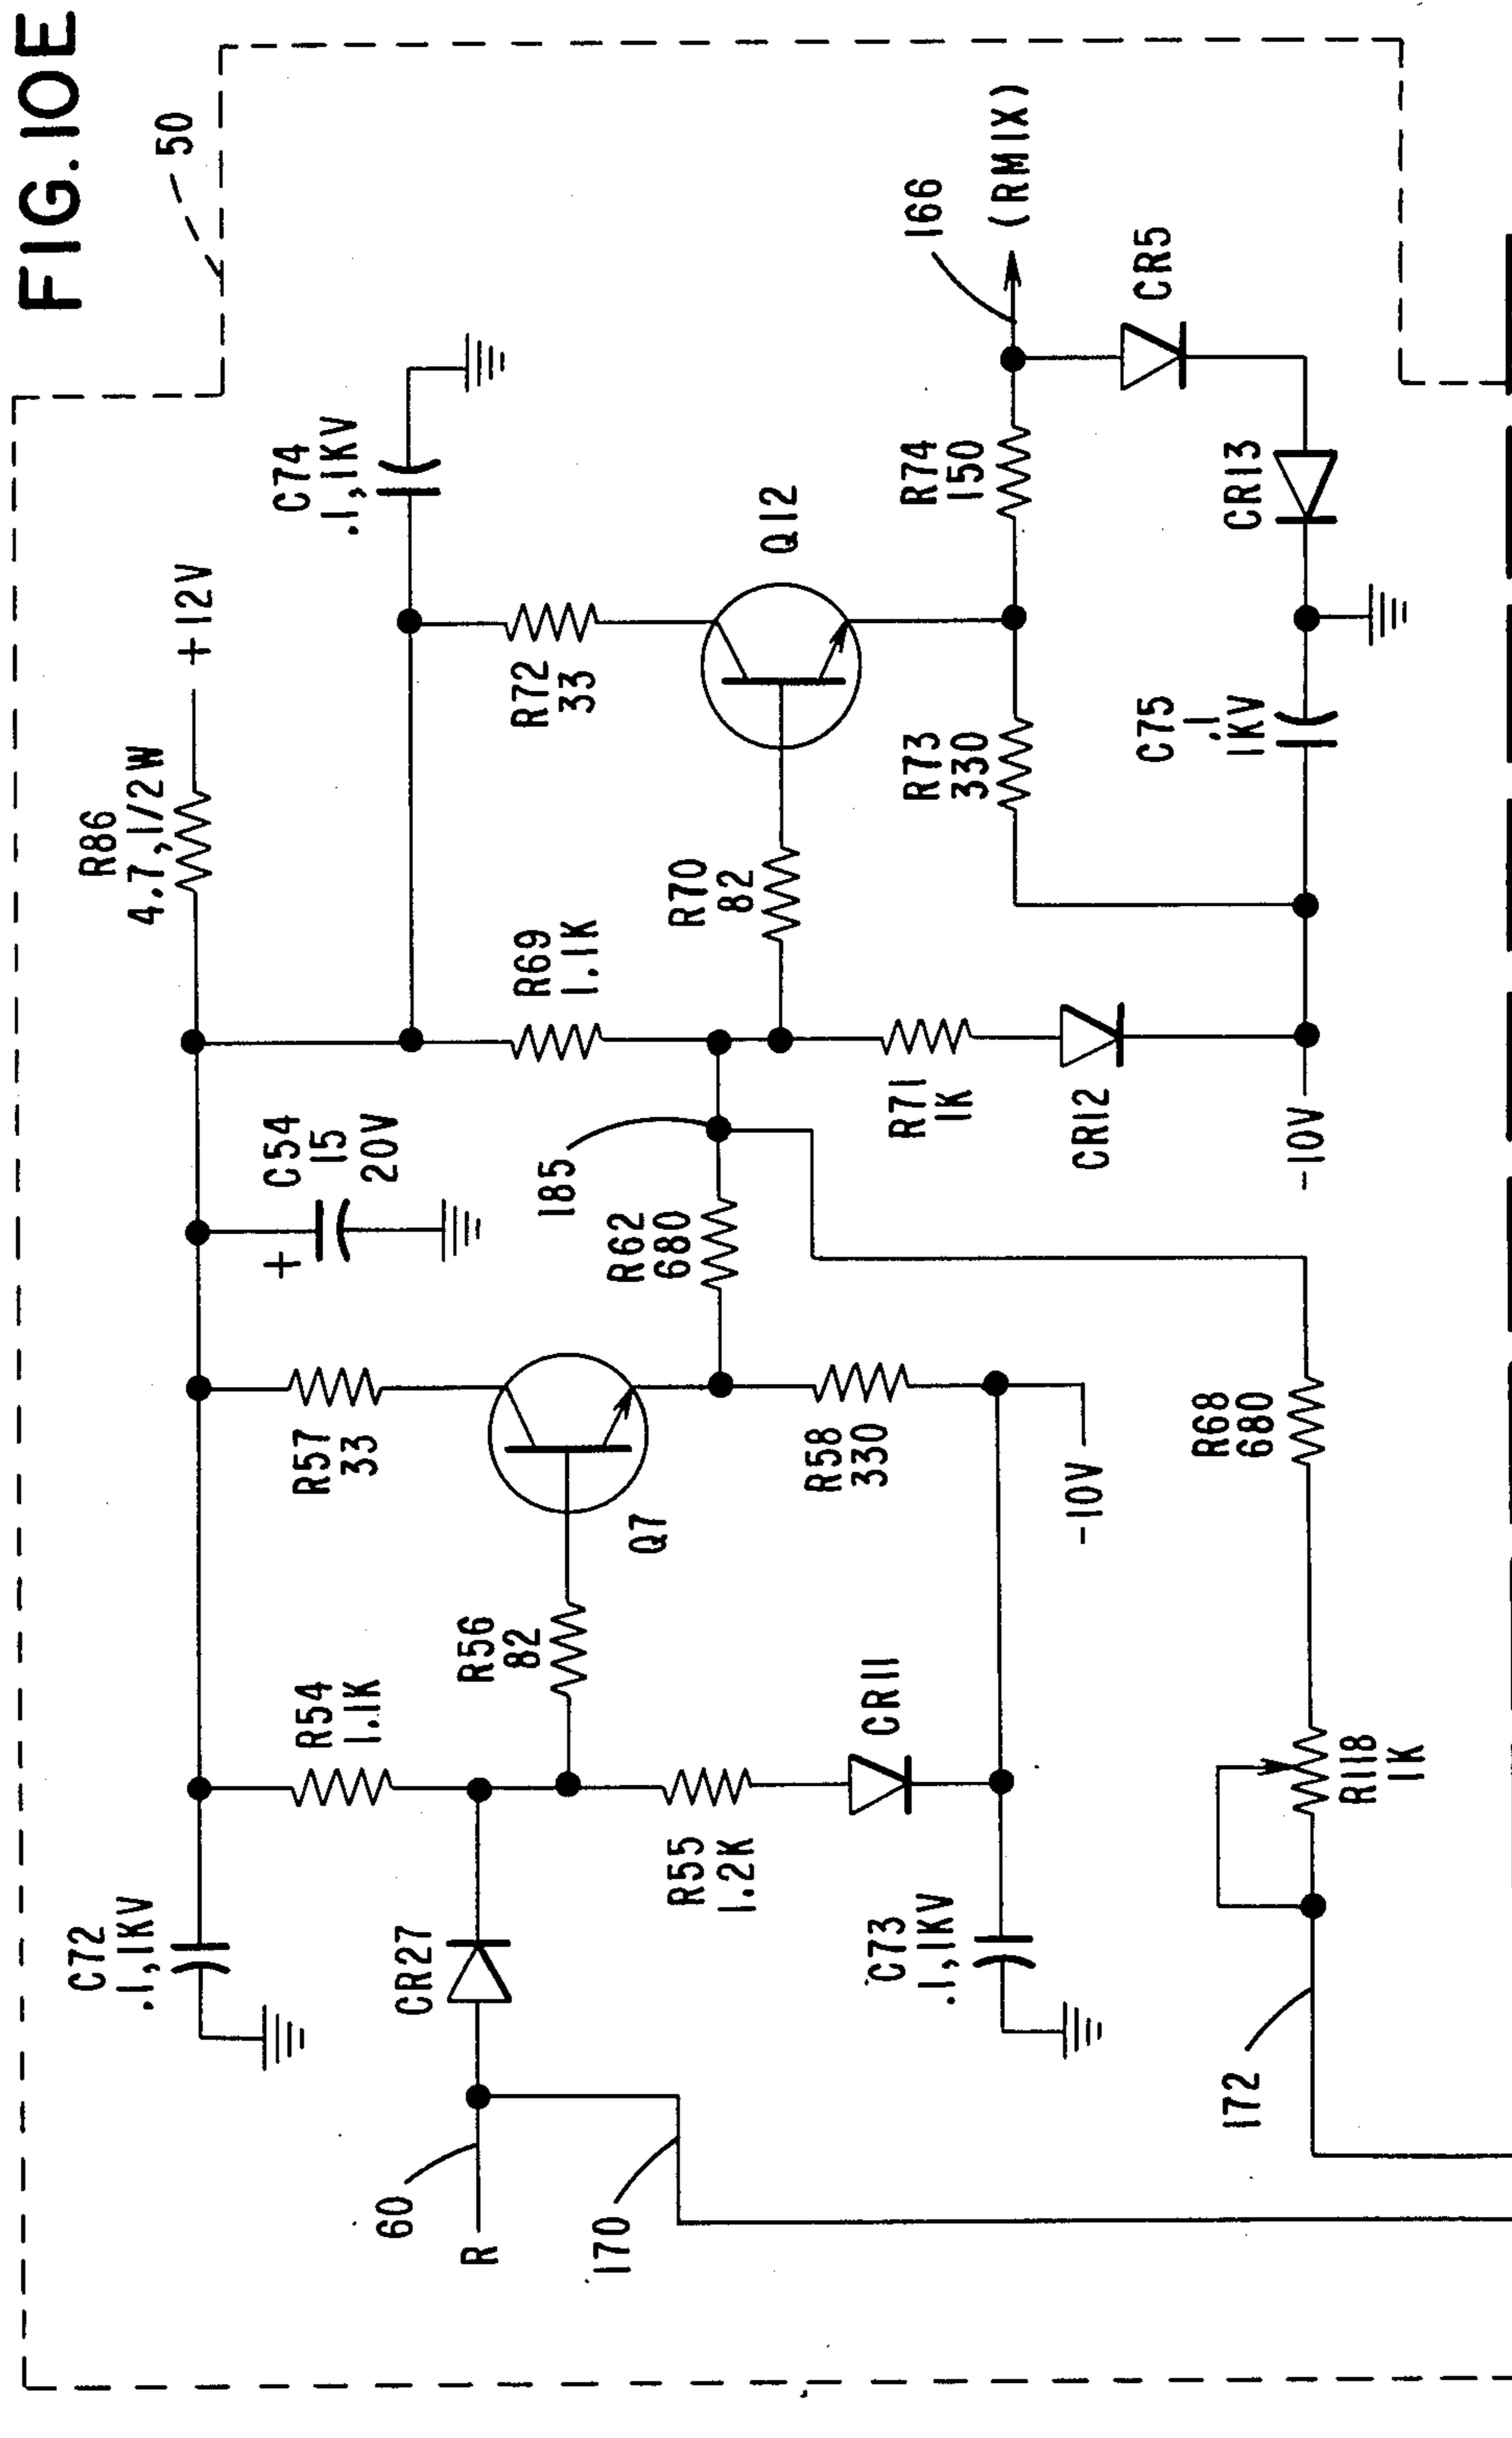 FIG.10E
50
R86
4.7,1/2W
+12V
C74
.1,1KV
166
(RMIX)
CR5
R74
150
CR13
Q12
R72
33
R73
330
C75
.1
1KV
R70
82
R69
1.1K
R71
1K
CR12
-10V
C54
15
20V
+
185
R62
680
R57
33
Q7
R58
330
-10V
R68
680
R56
82
R54
1.1K
R55
1.2K
CR11
R118
1K
C72
.1,1KV
CR27
C73
.1,1KV
60
R
170
172